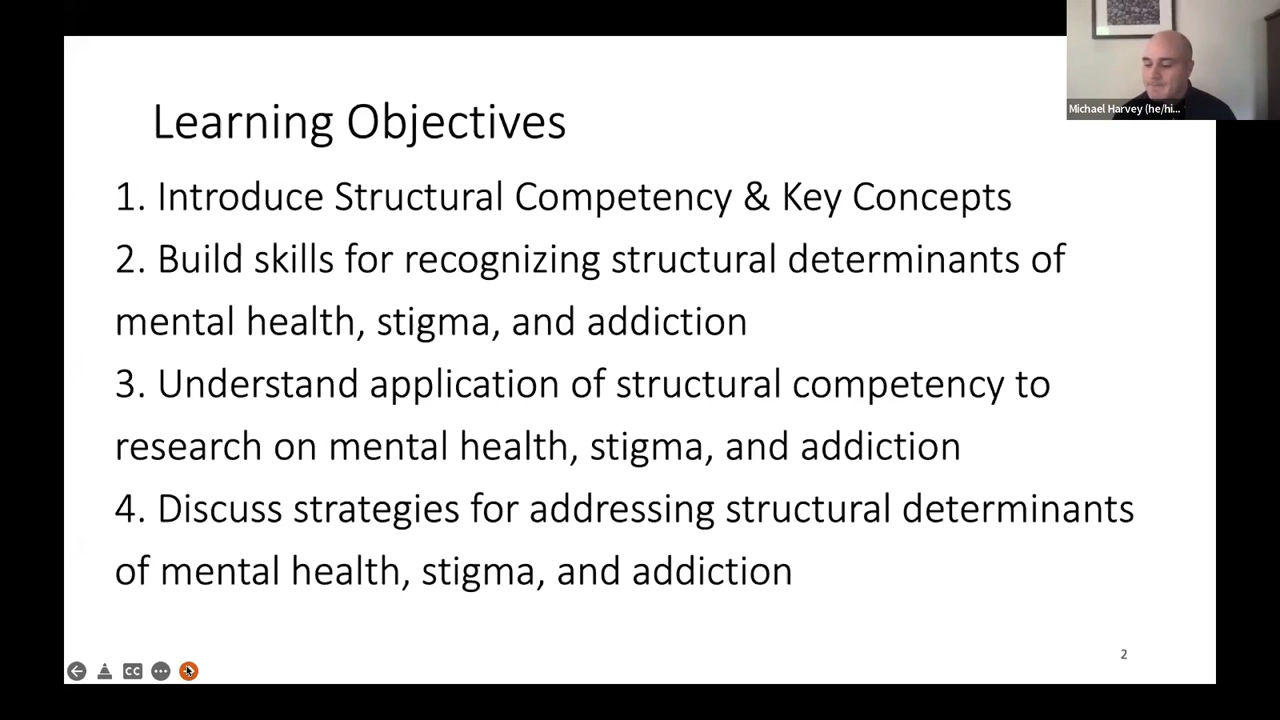 Learning Objectives
1. Introduce Structural Competency & Key Concepts
2. Build skills for recognizing structural determinants of
mental health, stigma, and addiction
3. Understand application of structural competency to
research on mental health, stigma, and addiction
4. Discuss strategies for addressing structural determinants
of mental health, stigma, and addiction
Michael Harvey (he/hi...
CC
2